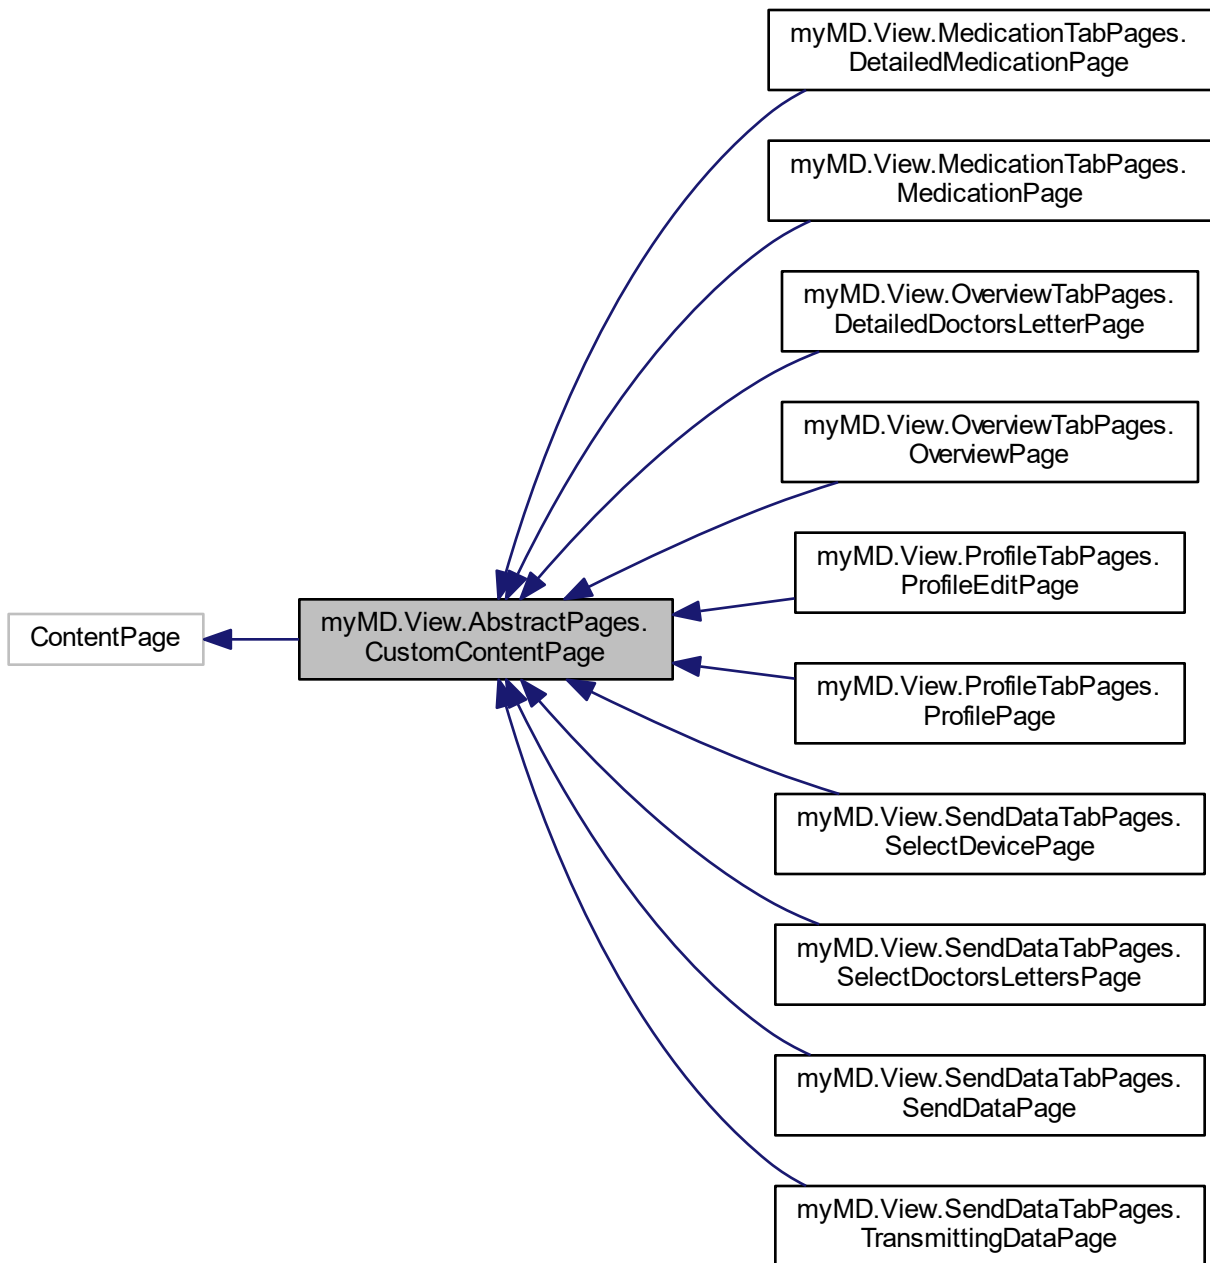 myMD.View.MedicationTabPages.
DetailedMedicationPage
myMD.View.MedicationTabPages.
MedicationPage
myMD.View.OverviewTabPages.
DetailedDoctorsLetterPage
myMD.View.OverviewTabPages.
OverviewPage
myMD.View.ProfileTabPages.
ProfileEditPage
ContentPage
myMD.View.AbstractPages.
CustomContentPage
myMD.View.ProfileTabPages.
ProfilePage
myMD.View.SendDataTabPages.
SelectDevicePage
myMD.View.SendDataTabPages.
SelectDoctorsLettersPage
myMD.View.SendDataTabPages.
SendDataPage
myMD.View.SendDataTabPages.
TransmittingDataPage